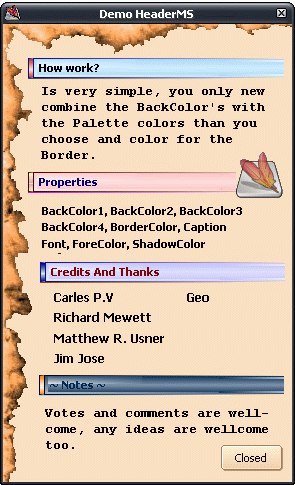 Demo HeaderMS
How work?
Is very simple, you only new
combine the BackColor's with
the Palette colors than you
choose and color for the
Border.
Properties
BackColor1, BackColor2, BackColor3
BackColor4, BorderColor, Caption
Font, ForeColor, ShadowColor
Credits And Thanks
Carles P.V Geo
Richard Mewett
Matthew R. Usner
Jim Jose
~ Notes ~
Votes and comments are well-
come, any ideas are wellcome
too.
Closed